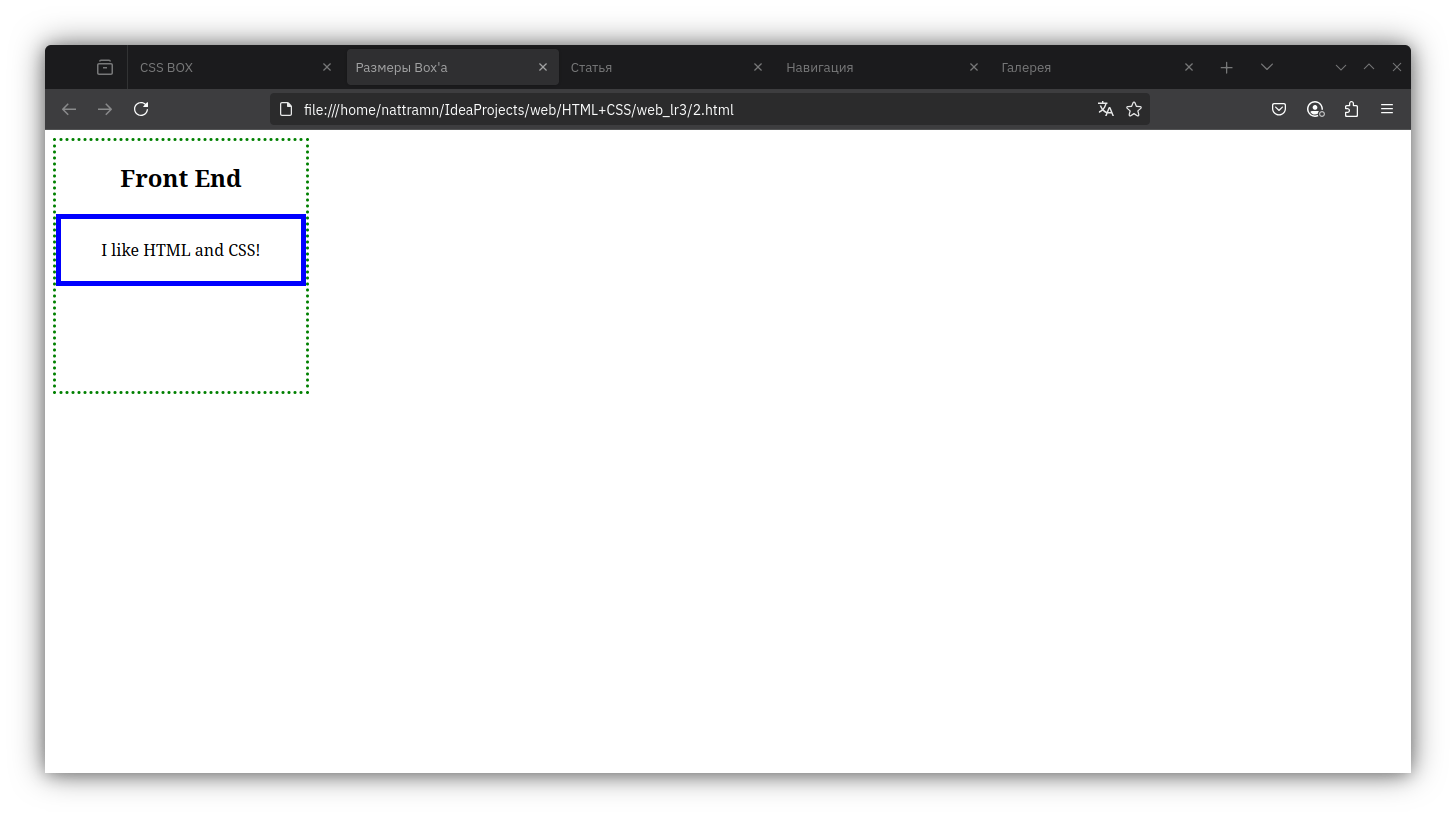 CSS BOX
Размеры Box'а
Статья
Навигация
Галерея
file:///home/nattramn/IdeaProjects/web/HTML+CSS/web_lr3/2.html
Front End
I like HTML and CSS!